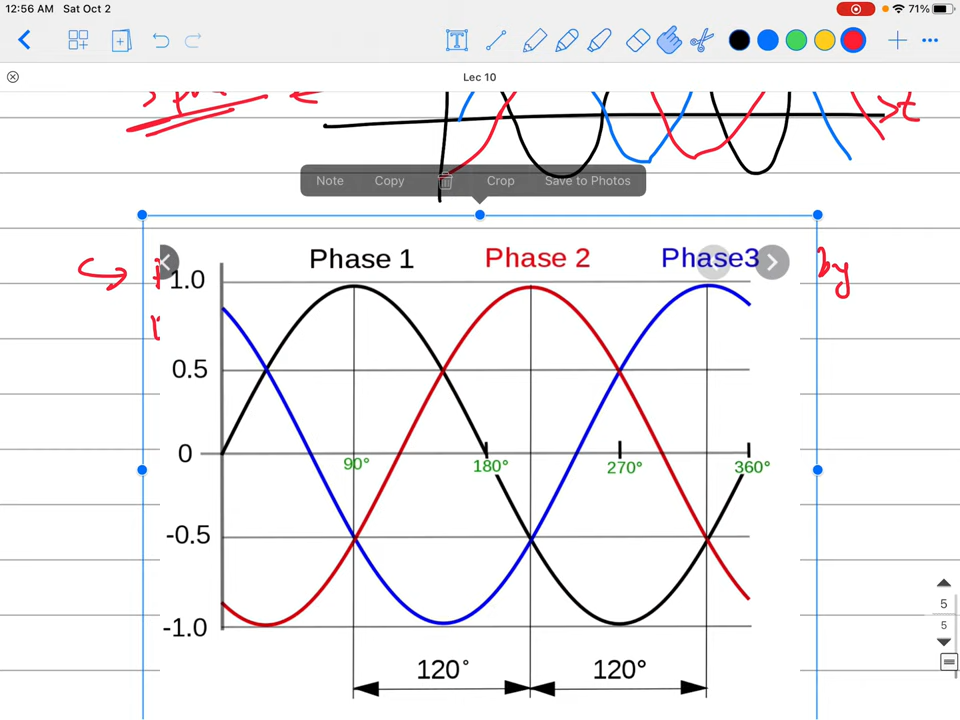 12:56 AM Sat Oct 2 71%
Lec 10
t
Note Copy Crop Save to Photos
Phase 1 Phase 2 Phase3
by
1.0
0.5
0
90° 180° 270° 360°
-0.5
-1.0
120° 120°
5
5